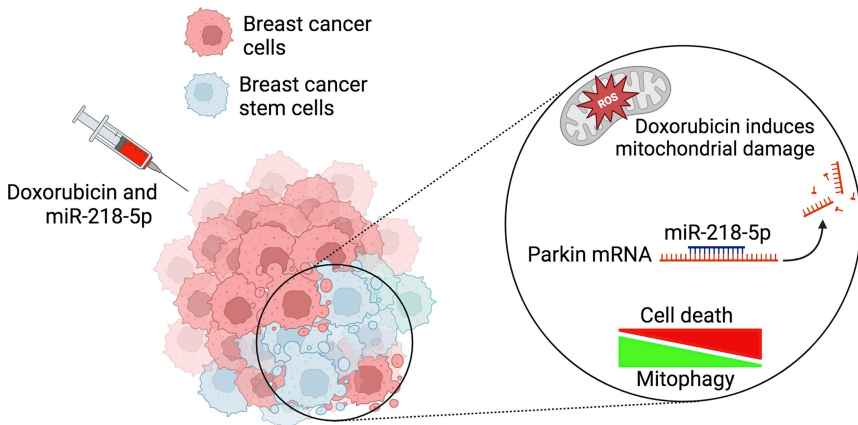 Breast cancer
cells
Breast cancer
stem cells
Doxorubicin and
miR-218-5p
ROS
Doxorubicin induces
mitochondrial damage
miR-218-5p
Parkin mRNA
Cell death
Mitophagy